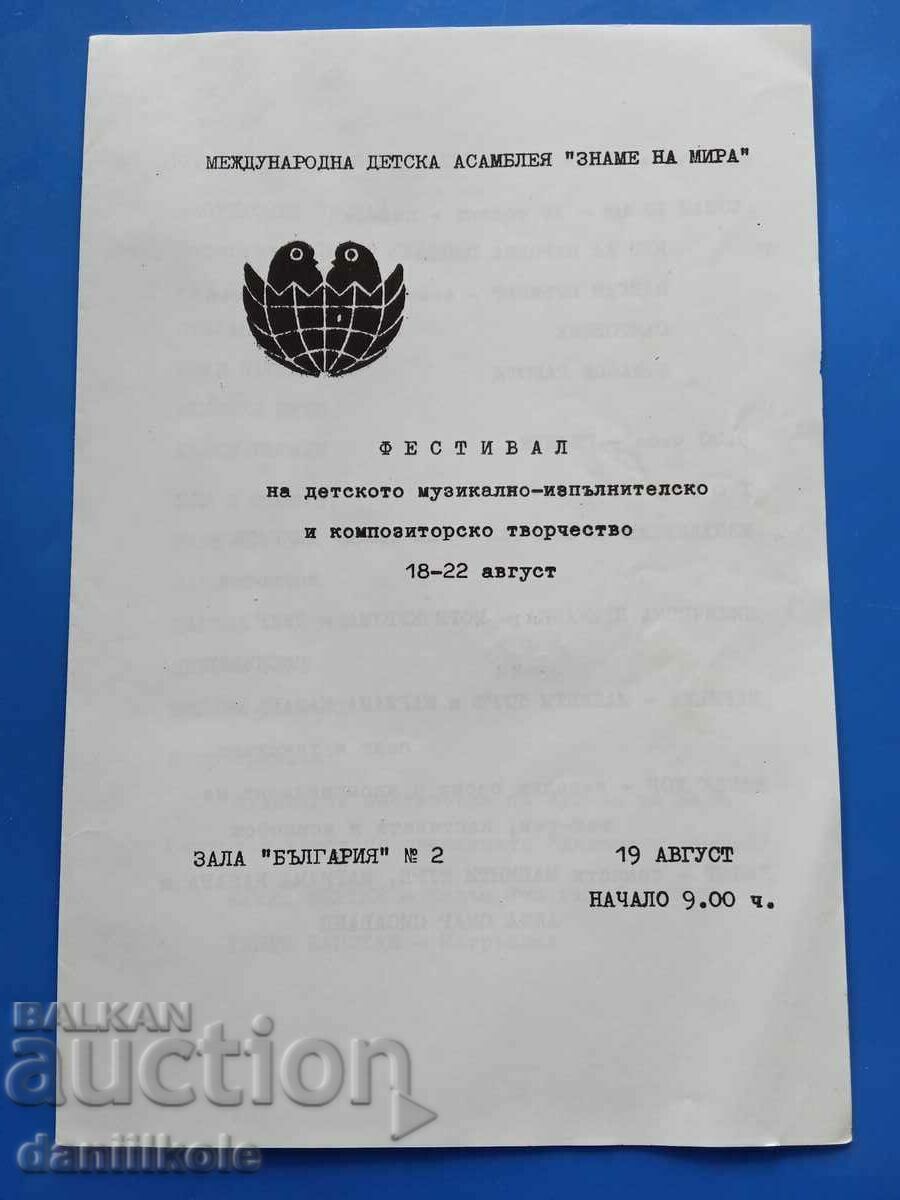 МЕЖДУНАРОДНА ДЕТСКА АСАМБЛЕЯ "ЗНАМЕ НА МИРА"
ФЕСТИВАЛ
на детското музикално-изпълнителско
и композиторско творчество
18-22 август
ЗАЛА "БЪЛГАРИЯ" № 2
19 АВГУСТ
НАЧАЛО 9.00 ч.
BALKAN
auction
daniilkole